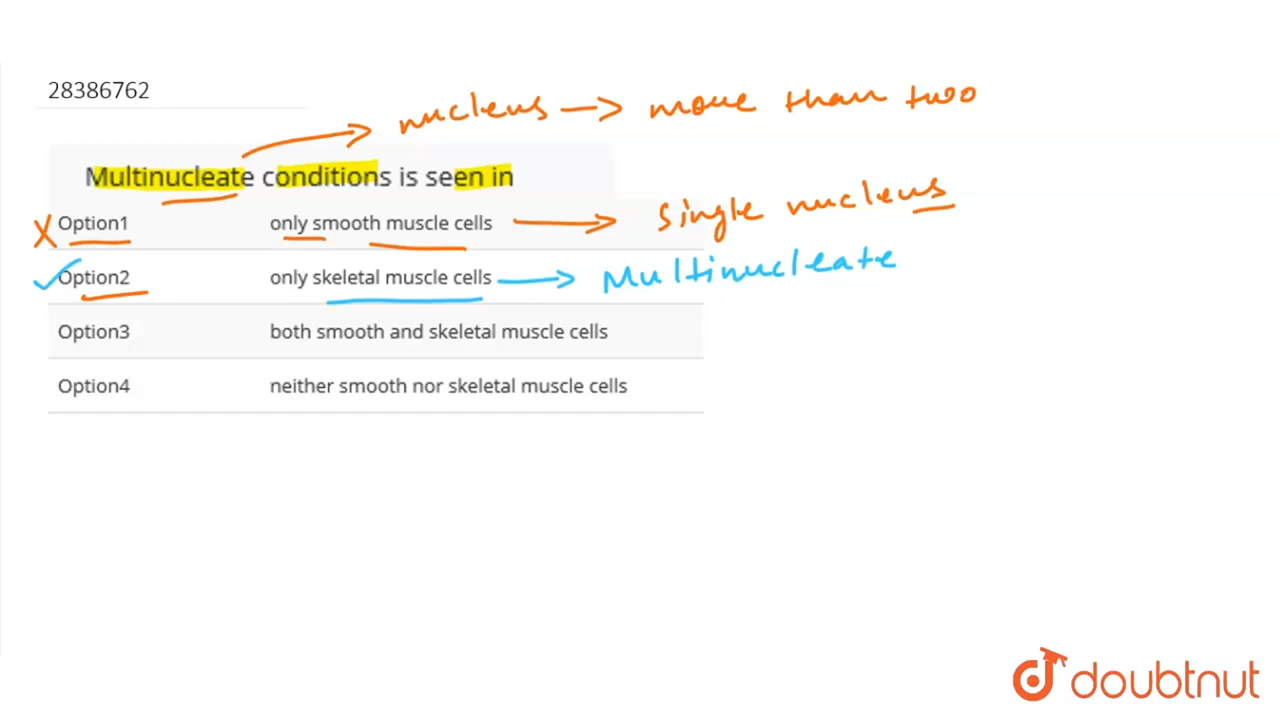 28386762
nucleus → more than two
Multinucleate conditions is seen in
X Option1 only smooth muscle cells → Single nucleus
✓ Option2 only skeletal muscle cells → Multinucleate
Option3 both smooth and skeletal muscle cells
Option4 neither smooth nor skeletal muscle cells
doubtnut